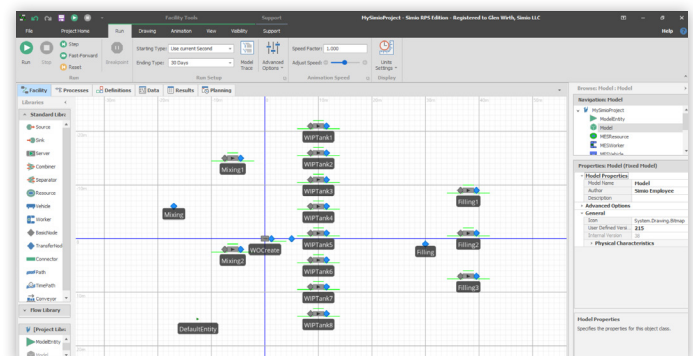 Facility Tools Support MySimioProject - Simio RPS Edition - Registered to Glen Wirth, Simio LLC
File Project Home Run Drawing Animation View Visibility Support Help
Run
Stop
Step
Fast-Forward
Reset
Run
Breakpoint
Starting Type: Use current Second
Ending Type: 30 Days
Run Setup
Model Trace
Advanced Options
Speed Factor: 1.000
Adjust Speed:
Animation Speed
Units Settings
Display
Facility Processes Definitions Data Results Planning
Libraries
Standard Libra
Source
Sink
Server
Combiner
Separator
Resource
Vehicle
Worker
BasicNode
TransferNod
Connector
Path
TimePath
Conveyor
Flow Library
[Project Libra
ModelEntity
Model
WIPTank1
WIPTank2
Mixing1
WIPTank3
Filling1
Mixing
WIPTank4
WOCreate
WIPTank5
Filling
Filling2
Mixing2
WIPTank6
Filling3
WIPTank7
DefaultEntity
WIPTank8
Browse: Model : Model
Navigation: Model
MySimioProject
ModelEntity
Model
MESResource
MESWorker
MESVehicle
Properties: Model (Fixed Model)
Model Properties
Model Name Model
Author Simio Employee
Description
Advanced Options
General
Icon System.Drawing.Bitmap
User Defined Versi... 215
Internal Version
Physical Characteristics
Model Properties
Specifies the properties for this object class.